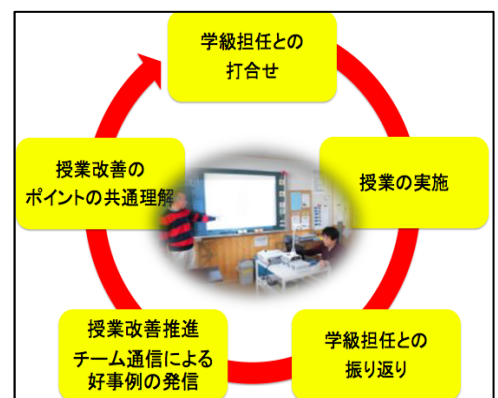 学級担任との
打合せ
授業の実施
学級担任との
振り返り
授業改善推進
チーム通信による
好事例の発信
授業改善の
ポイントの共通理解